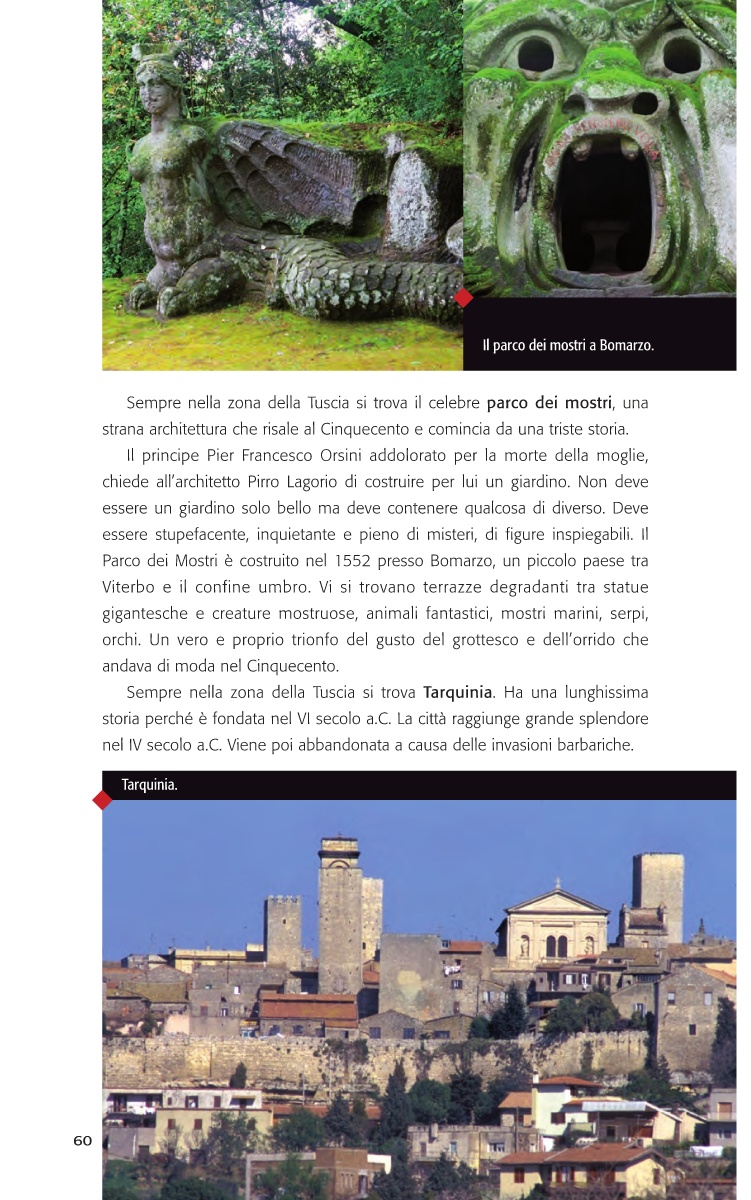 Il parco dei mostri a Bomarzo.
Sempre nella zona della Tuscia si trova il celebre parco dei mostri, una
strana architettura che risale al Cinquecento e comincia da una triste storia.
Il principe Pier Francesco Orsini addolorato per la morte della moglie,
chiede all’architetto Pirro Lagorio di costruire per lui un giardino. Non deve
essere un giardino solo bello ma deve contenere qualcosa di diverso. Deve
essere stupefacente, inquietante e pieno di misteri, di figure inspiegabili. Il
Parco dei Mostri è costruito nel 1552 presso Bomarzo, un piccolo paese tra
Viterbo e il confine umbro. Vi si trovano terrazze degradanti tra statue
gigantesche e creature mostruose, animali fantastici, mostri marini, serpi,
orchi. Un vero e proprio trionfo del gusto del grottesco e dell’orrido che
andava di moda nel Cinquecento.
Sempre nella zona della Tuscia si trova Tarquinia. Ha una lunghissima
storia perché è fondata nel VI secolo a.C. La città raggiunge grande splendore
nel IV secolo a.C. Viene poi abbandonata a causa delle invasioni barbariche.
Tarquinia.
60